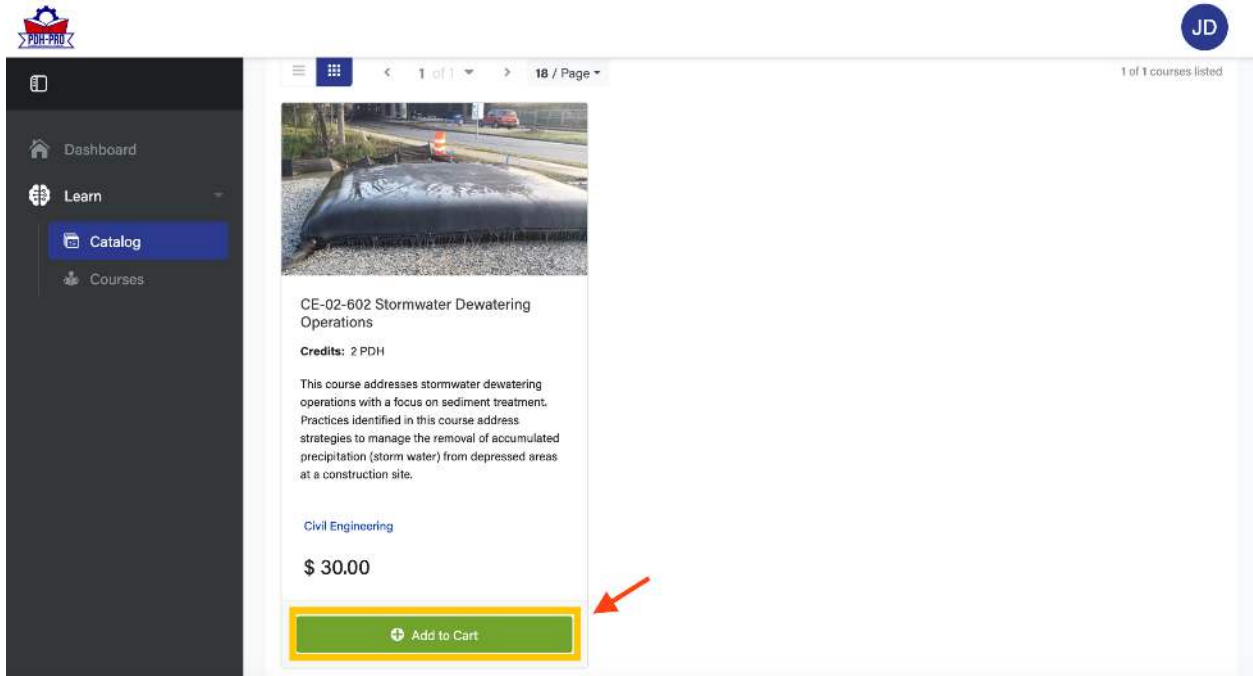 PDH-PRO
JD
1 of 1
18 / Page
1 of 1 courses listed
Dashboard
Learn
Catalog
Courses
CE-02-602 Stormwater Dewatering
Operations
Credits: 2 PDH
This course addresses stormwater dewatering
operations with a focus on sediment treatment.
Practices identified in this course address
strategies to manage the removal of accumulated
precipitation (storm water) from depressed areas
at a construction site.
Civil Engineering
$ 30.00
Add to Cart